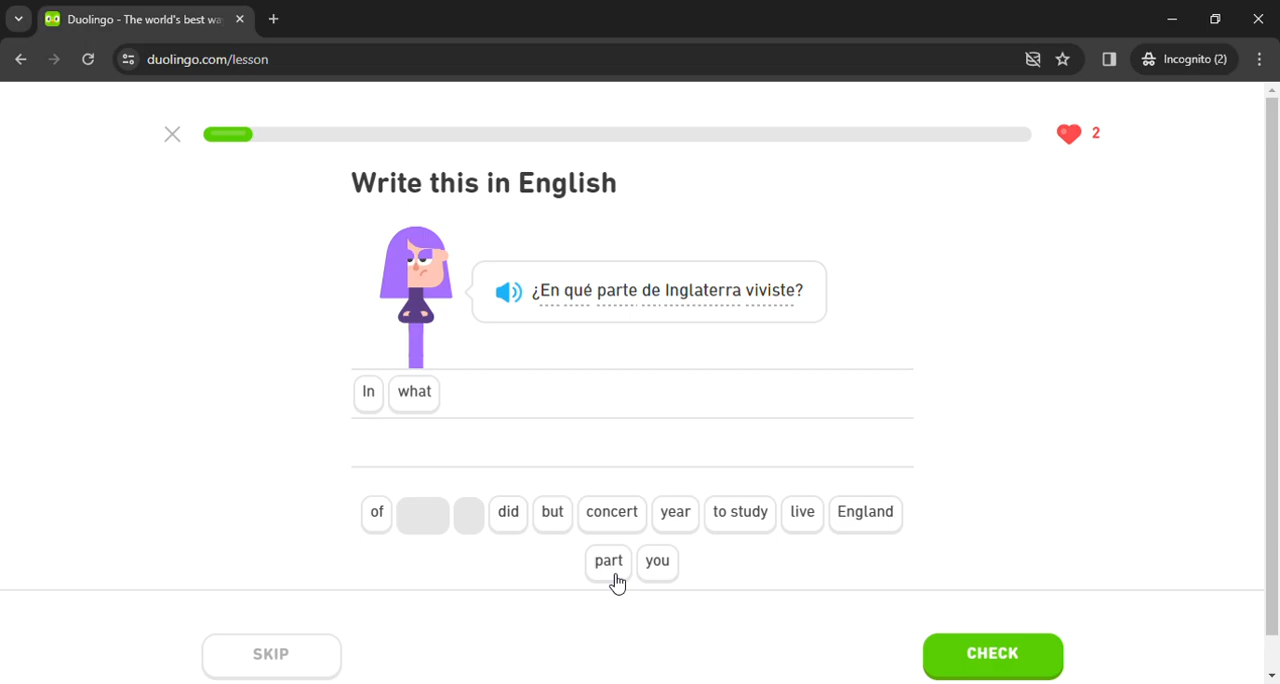 Duolingo - The world's best wa
duolingo.com/lesson
Incognito (2)
2
Write this in English
¿En qué parte de Inglaterra viviste?
In what
of did but concert year to study live England
part you
SKIP
CHECK